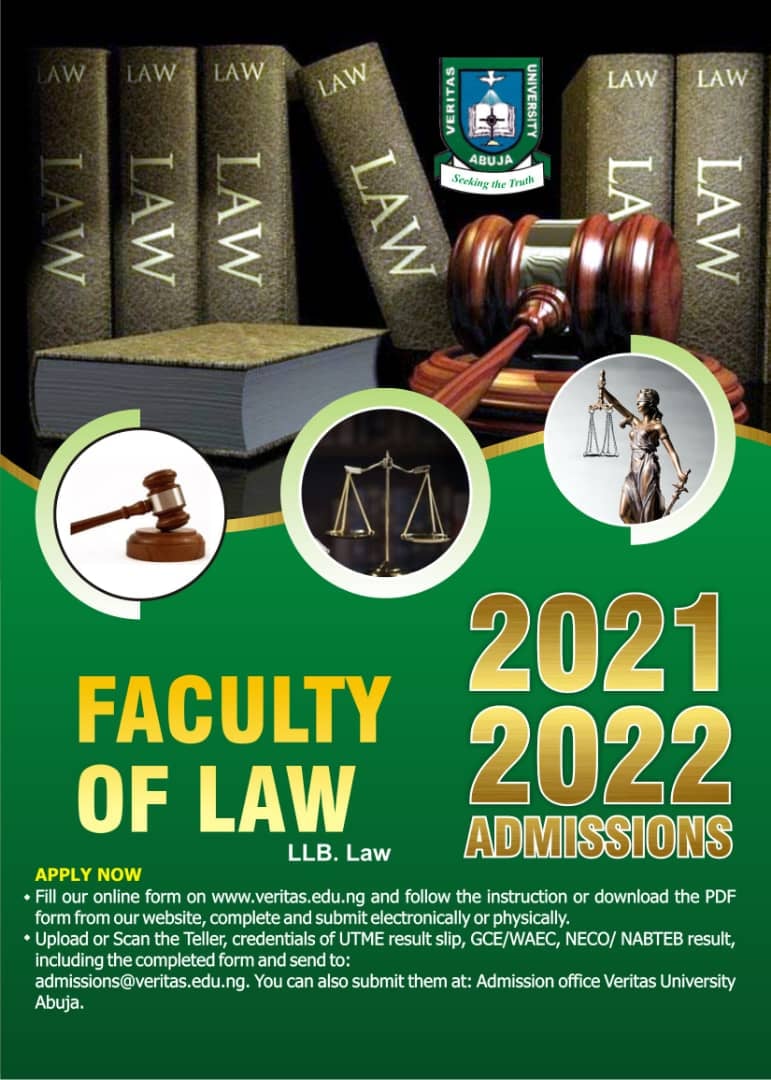 LAW
LAW
LAW
LAW
LAW
LAW
LAW
LAW
LAW
LAW
LAW
LAW
VERITAS
UNIVERSITY
ABUJA
Seeking the Truth
2021
2022
ADMISSIONS
FACULTY
OF LAW
LLB. Law
APPLY NOW
• Fill our online form on www.veritas.edu.ng and follow the instruction or download the PDF
form from our website, complete and submit electronically or physically.
• Upload or Scan the Teller, credentials of UTME result slip, GCE/WAEC, NECO/ NABTEB result,
including the completed form and send to:
admissions@veritas.edu.ng. You can also submit them at: Admission office Veritas University
Abuja.